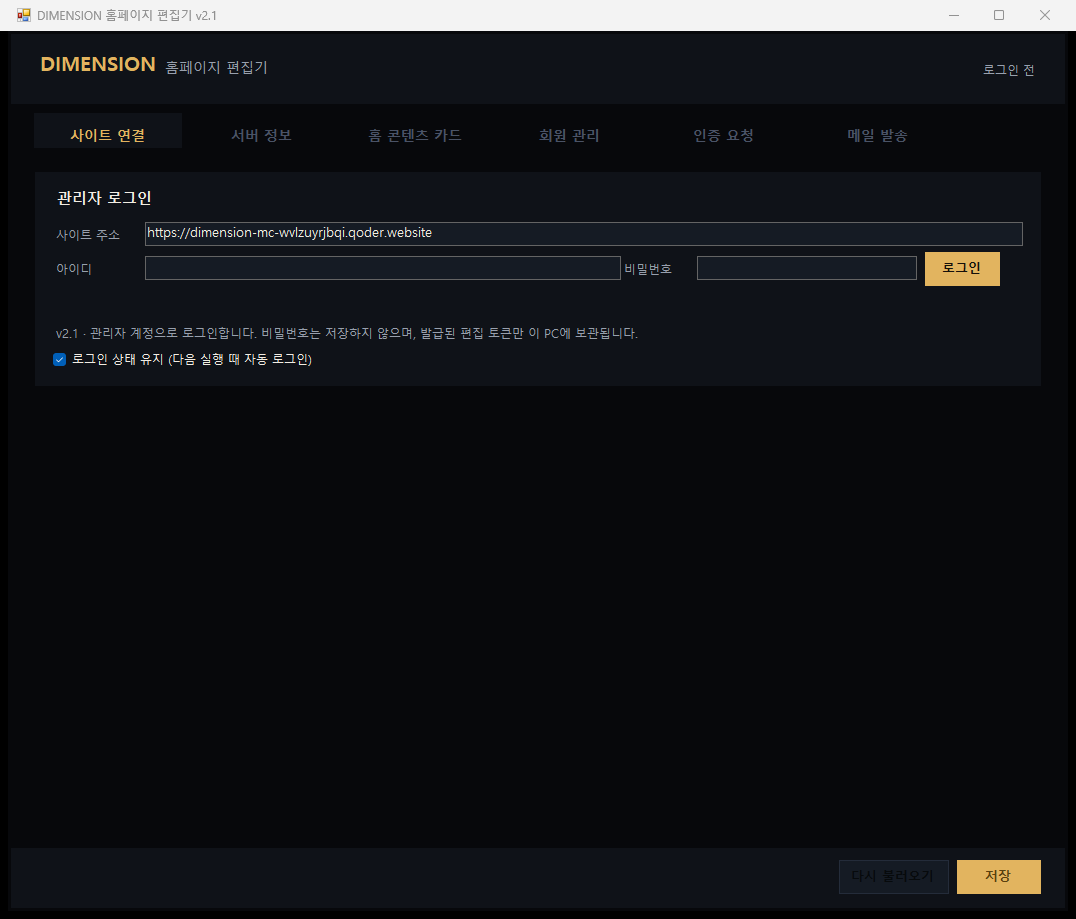 DIMENSION 홈페이지 편집기 v2.1
DIMENSION 홈페이지 편집기
로그인 전
사이트 연결 서버 정보 홈 콘텐츠 카드 회원 관리 인증 요청 메일 발송
관리자 로그인
사이트 주소 https://dimension-mc-wvlzuyrjbqi.qoder.website
아이디 비밀번호 로그인
v2.1 · 관리자 계정으로 로그인합니다. 비밀번호는 저장하지 않으며, 발급된 편집 토큰만 이 PC에 보관됩니다.
로그인 상태 유지 (다음 실행 때 자동 로그인)
다시 불러오기 저장